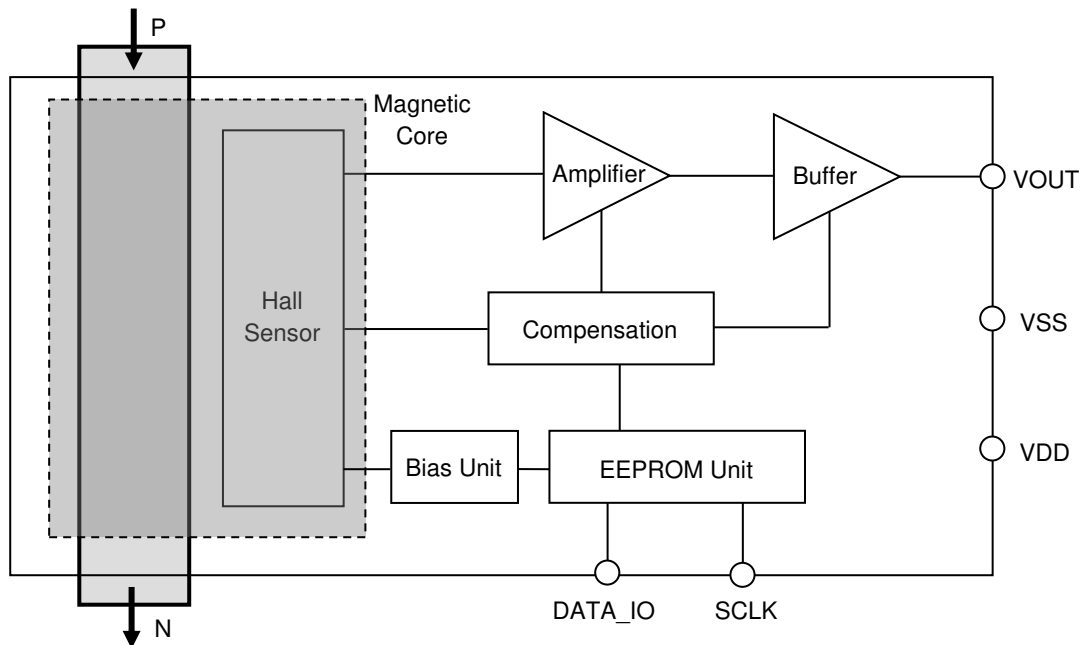 P
Magnetic
Core
Amplifier
Buffer
VOUT
Hall
Sensor
Compensation
VSS
VDD
Bias Unit
EEPROM Unit
DATA_IO
SCLK
N